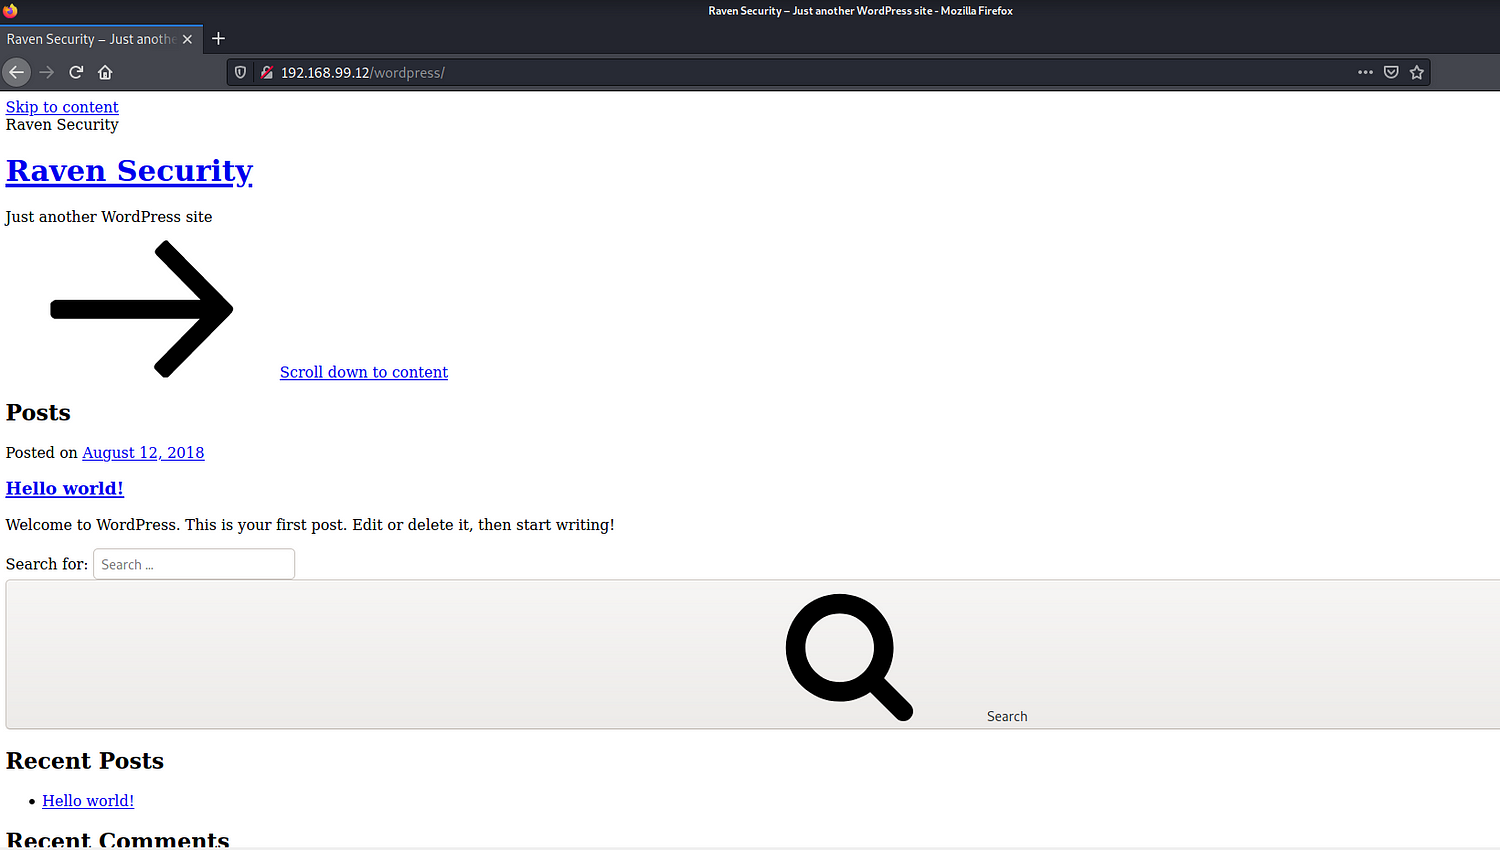 Raven Security – Just another WordPress site - Mozilla Firefox
Raven Security – Just anothe
192.168.99.12/wordpress/
Skip to content
Raven Security
Raven Security
Just another WordPress site
Scroll down to content
Posts
Posted on August 12, 2018
Hello world!
Welcome to WordPress. This is your first post. Edit or delete it, then start writing!
Search for: Search ...
Search
Recent Posts
• Hello world!
Recent Comments